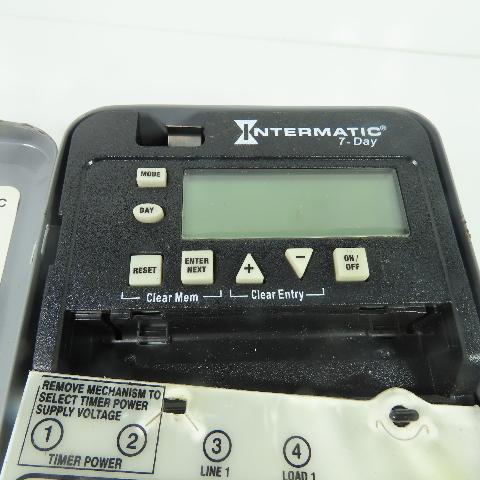 INTERMATIC®
7-Day
MODE
DAY
RESET
ENTER
NEXT
+
−
ON/
OFF
Clear Mem
Clear Entry
C
REMOVE MECHANISM TO
SELECT TIMER POWER
SUPPLY VOLTAGE
1 2 3 4
TIMER POWER
LINE 1
LOAD 1